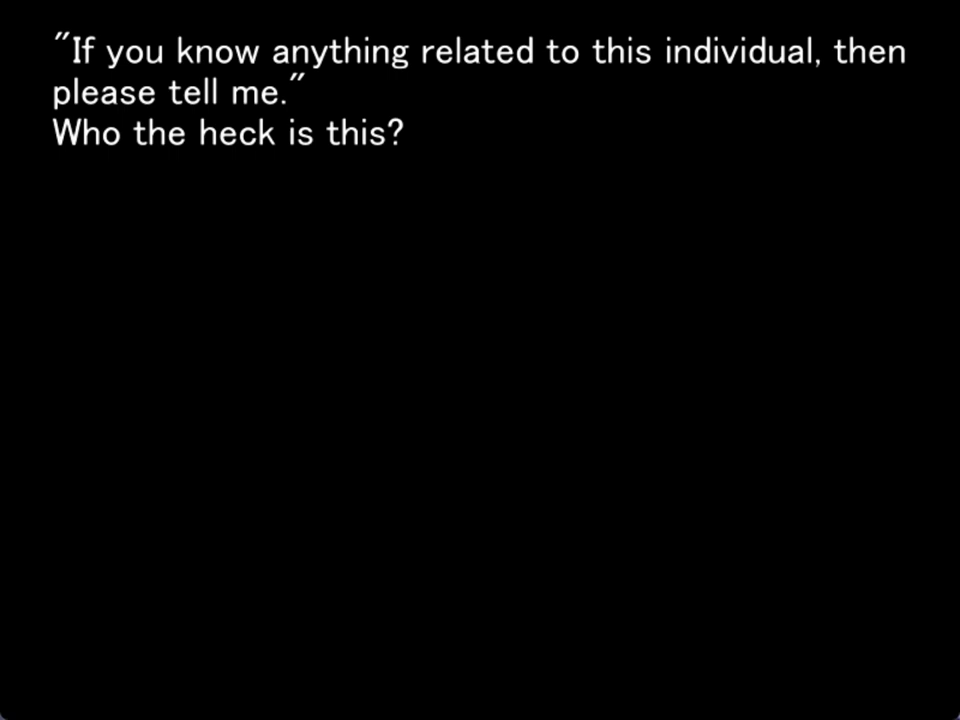 "If you know anything related to this individual, then
please tell me."
Who the heck is this?